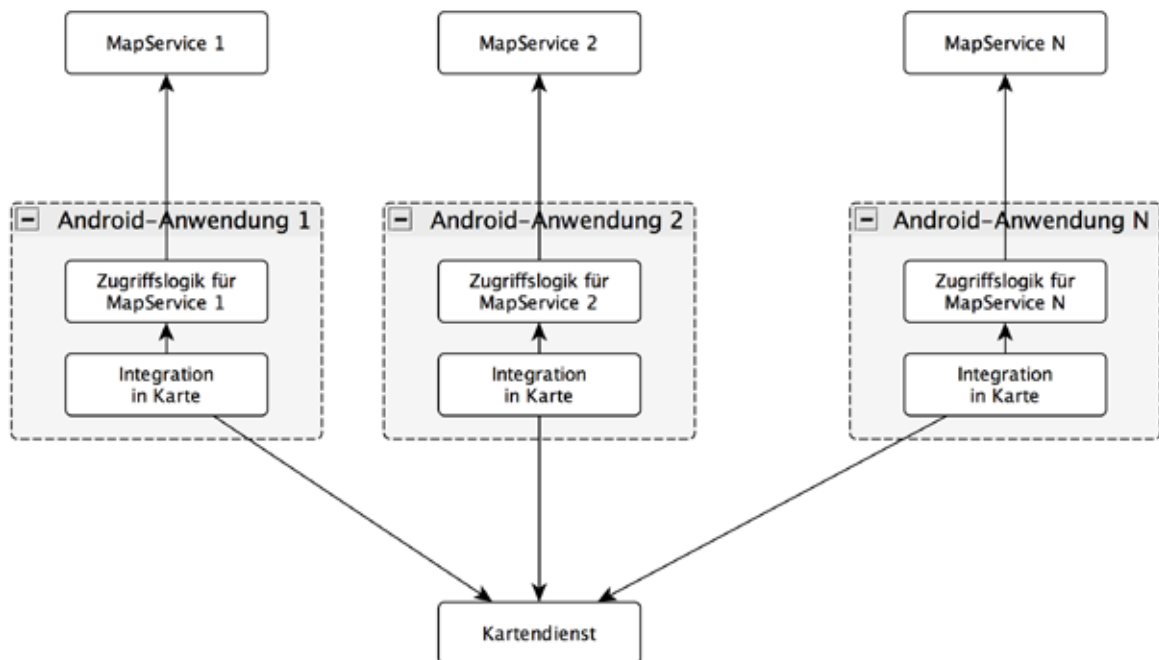 MapService 1
MapService 2
MapService N
Android-Anwendung 1
Android-Anwendung 2
Android-Anwendung N
Zugriffslogik für
MapService 1
Zugriffslogik für
MapService 2
Zugriffslogik für
MapService N
Integration
in Karte
Integration
in Karte
Integration
in Karte
Kartendienst